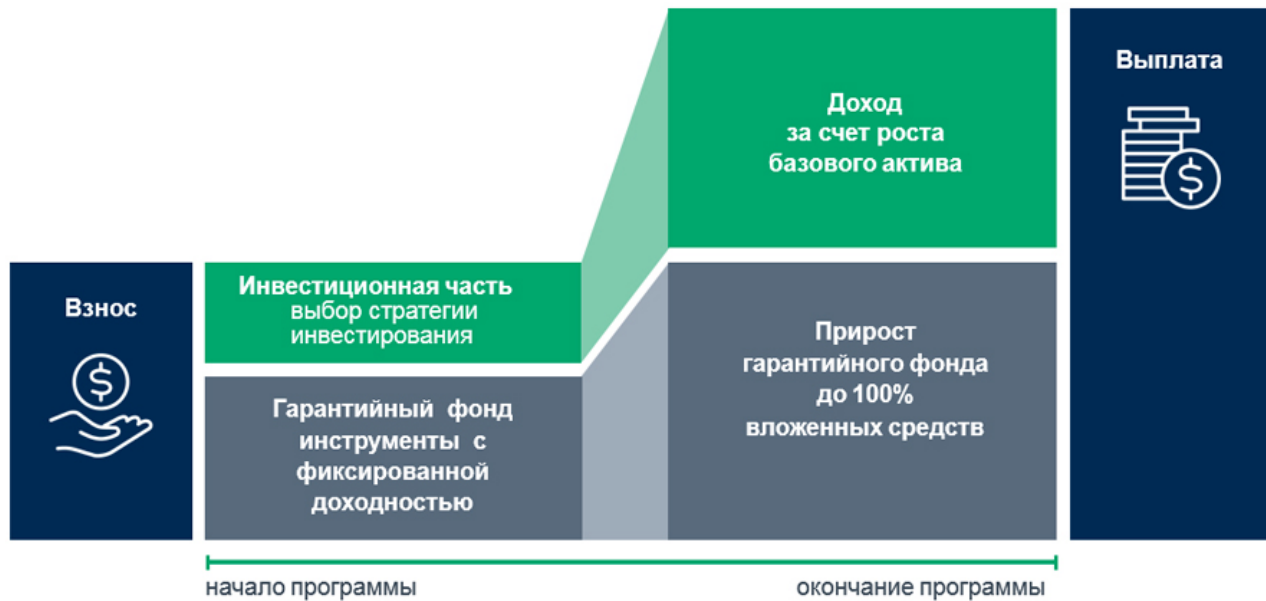 Взнос
Инвестиционная часть
выбор стратегии
инвестирования
Гарантийный фонд
инструменты с
фиксированной
доходностью
Доход
за счет роста
базового актива
Прирост
гарантийного фонда
до 100%
вложенных средств
Выплата
начало программы
окончание программы